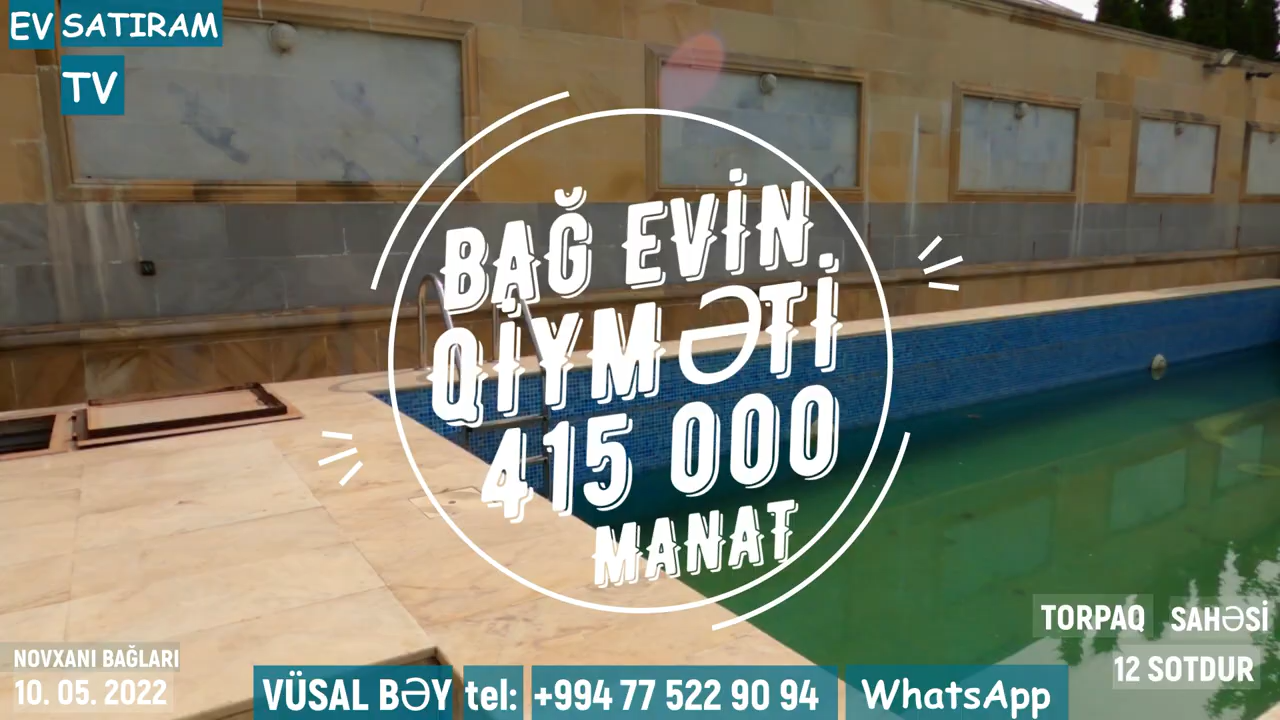 EV SATIRAM
TV
BAĞ EVİN
QİYMƏTİ
415 000
MANAT
TORPAQ SAHƏSİ
12 SOTDUR
NOVXANI BAĞLARI
10. 05. 2022
VÜSAL BƏY tel: +994 77 522 90 94 WhatsApp